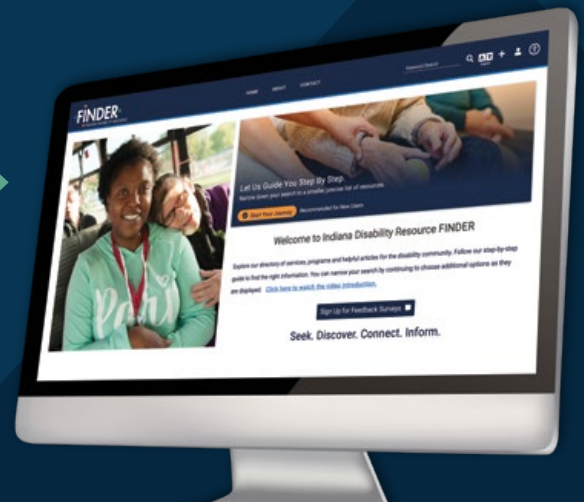 FINDER
HOME ABOUT CONTACT
Keyword Search
Let Us Guide You Step By Step.
Narrow down your search to a smaller, precise list of resources.
Start Your Journey Recommended for New Users
Welcome to Indiana Disability Resource FINDER
Explore our directory of services, programs and helpful articles for the disability community. Follow our step-by-step
guide to find the right information. You can narrow your search by continuing to choose additional options as they
are displayed. Click here to watch the video introduction.
Sign Up for Feedback Surveys
Seek. Discover. Connect. Inform.